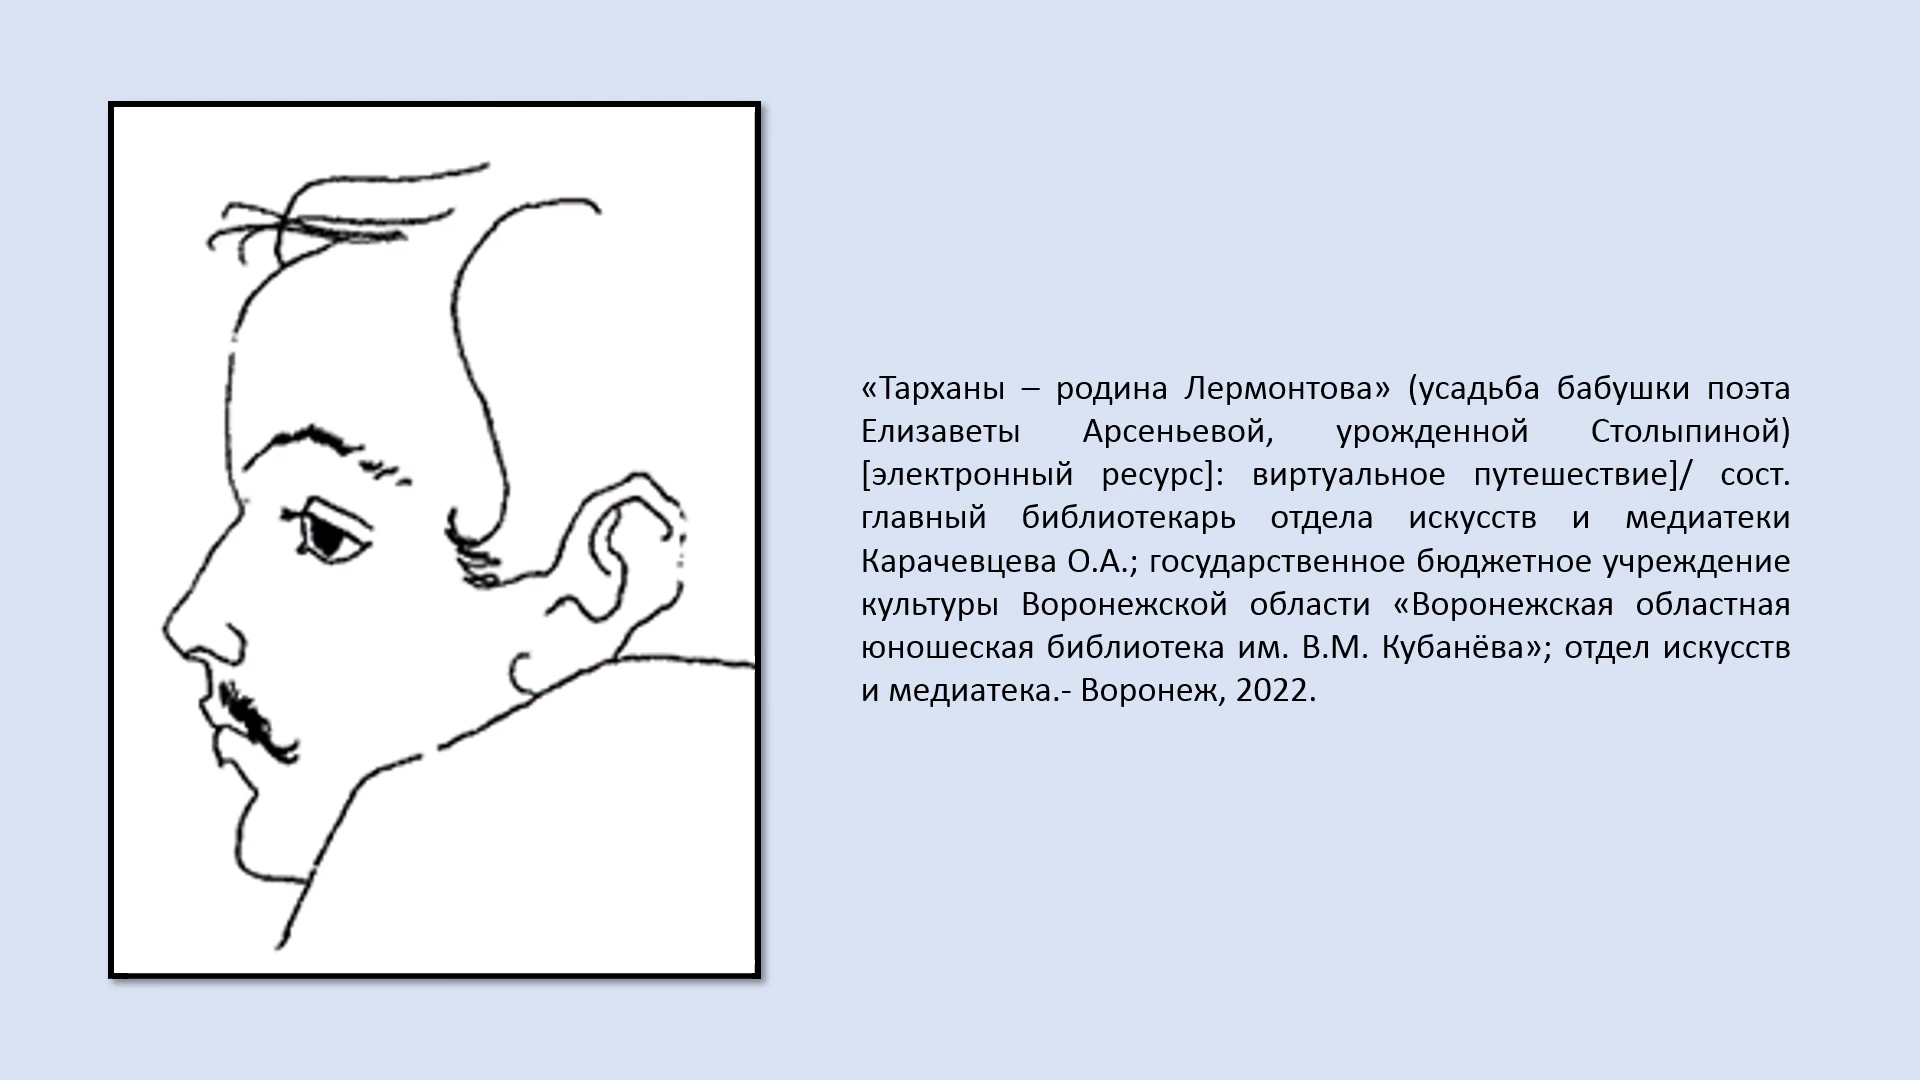 «Тарханы – родина Лермонтова» (усадьба бабушки поэта
Елизаветы Арсеньевой, урожденной Столыпиной)
[электронный ресурс]: виртуальное путешествие]/ сост.
главный библиотекарь отдела искусств и медиатеки
Карачевцева О.А.; государственное бюджетное учреждение
культуры Воронежской области «Воронежская областная
юношеская библиотека им. В.М. Кубанёва»; отдел искусств
и медиатека.- Воронеж, 2022.